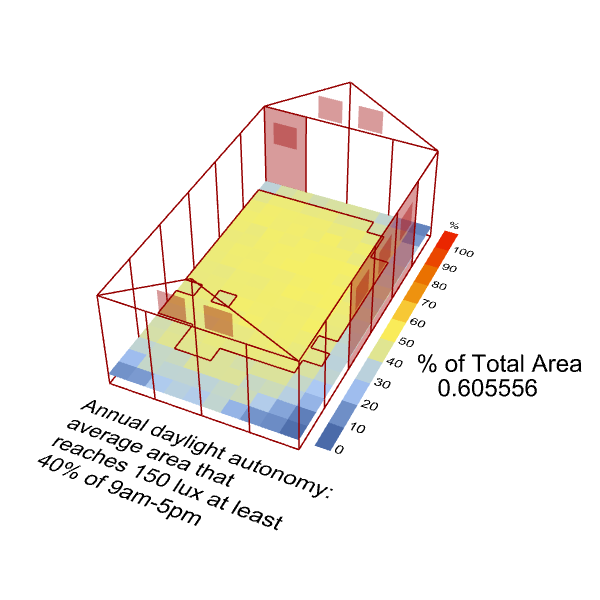 %
100
90
80
70
60
50
40
30
20
10
0
% of Total Area
0.605556
Annual daylight autonomy:
average area that
reaches 150 lux at least
40% of 9am-5pm